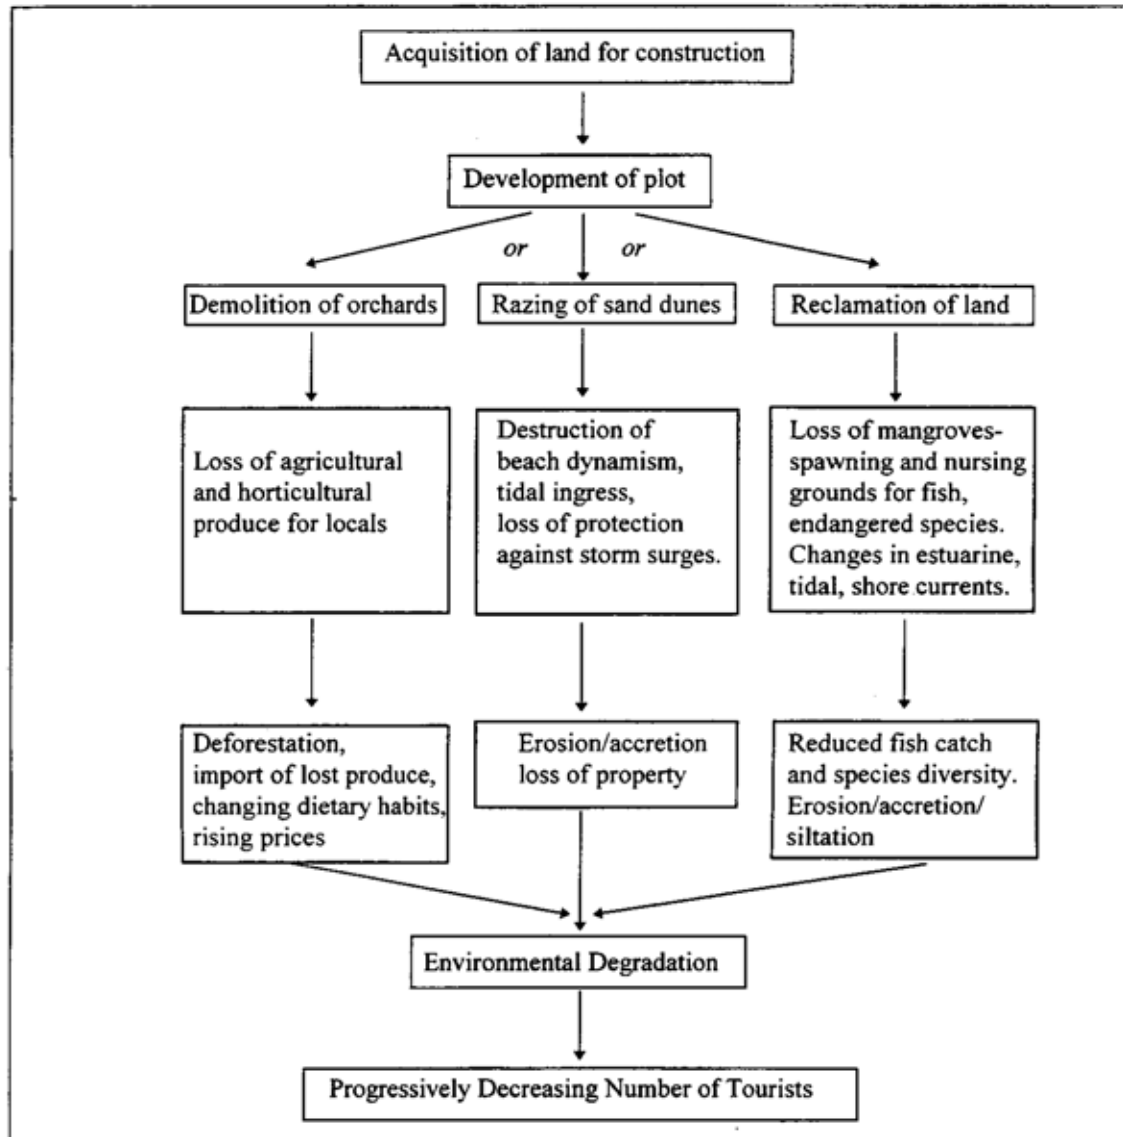 Acquisition of land for construction
Development of plot
or
or
Demolition of orchards
Razing of sand dunes
Reclamation of land
Loss of agricultural
and horticultural
produce for locals
Destruction of
beach dynamism,
tidal ingress,
loss of protection
against storm surges.
Loss of mangroves-
spawning and nursing
grounds for fish,
endangered species.
Changes in estuarine,
tidal, shore currents.
Deforestation,
import of lost produce,
changing dietary habits,
rising prices
Erosion/accretion
loss of property
Reduced fish catch
and species diversity.
Erosion/accretion/
siltation
Environmental Degradation
Progressively Decreasing Number of Tourists